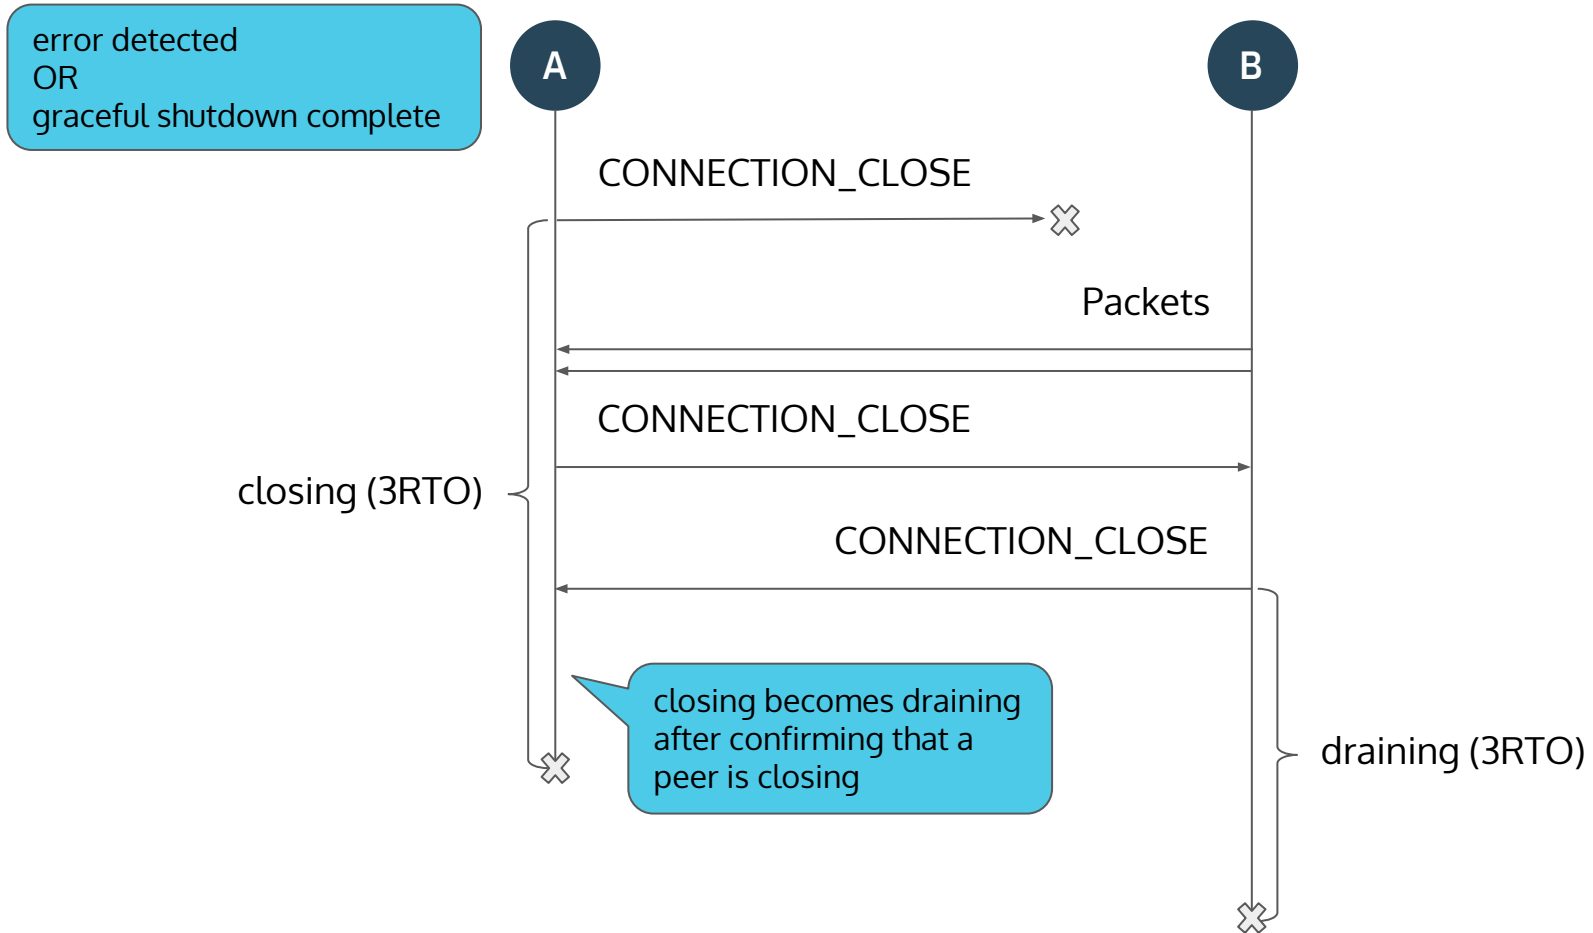 error detected
OR
graceful shutdown complete
A
B
CONNECTION_CLOSE
Packets
CONNECTION_CLOSE
closing (3RTO)
CONNECTION_CLOSE
closing becomes draining
after confirming that a
peer is closing
draining (3RTO)